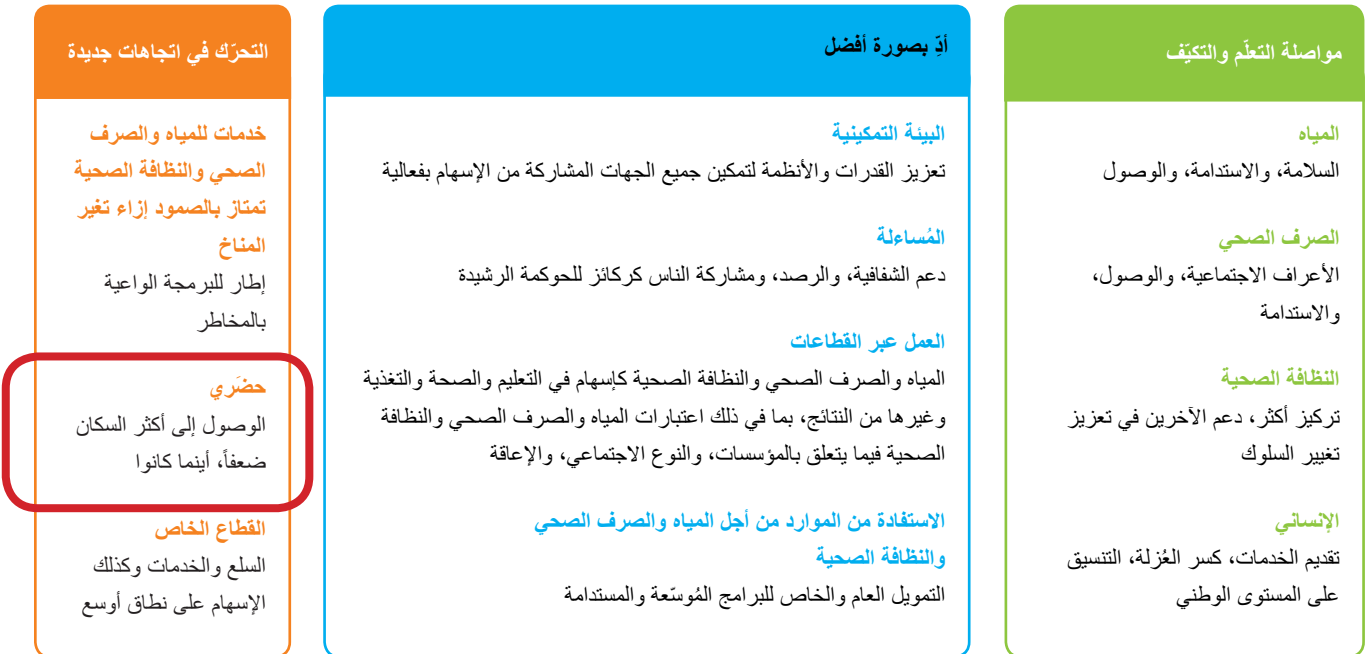 مواصلة التعلّم والتكيّف
المياه
السلامة، والاستدامة، والوصول
الصرف الصحي
الأعراف الاجتماعية، والوصول،
والاستدامة
النظافة الصحية
تركيز أكثر، دعم الآخرين في تعزيز
تغيير السلوك
الإنساني
تقديم الخدمات، كسر العُزلة، التنسيق
على المستوى الوطني
أدِّ بصورة أفضل
البيئة التمكينية
تعزيز القدرات والأنظمة لتمكين جميع الجهات المشاركة من الإسهام بفعالية
المُساءلة
دعم الشفافية، والرصد، ومشاركة الناس كركائز للحوكمة الرشيدة
العمل عبر القطاعات
المياه والصرف الصحي والنظافة الصحية كإسهام في التعليم والصحة والتغذية
وغيرها من النتائج، بما في ذلك اعتبارات المياه والصرف الصحي والنظافة
الصحية فيما يتعلق بالمؤسسات، والنوع الاجتماعي، والإعاقة
الاستفادة من الموارد من أجل المياه والصرف الصحي
والنظافة الصحية
التمويل العام والخاص للبرامج المُوسّعة والمستدامة
التحرّك في اتجاهات جديدة
خدمات للمياه والصرف
الصحي والنظافة الصحية
تمتاز بالصمود إزاء تغير
المناخ
إطار للبرمجة الواعية
بالمخاطر
حضَري
الوصول إلى أكثر السكان
ضعفاً، أينما كانوا
القطاع الخاص
السلع والخدمات وكذلك
الإسهام على نطاق أوسع